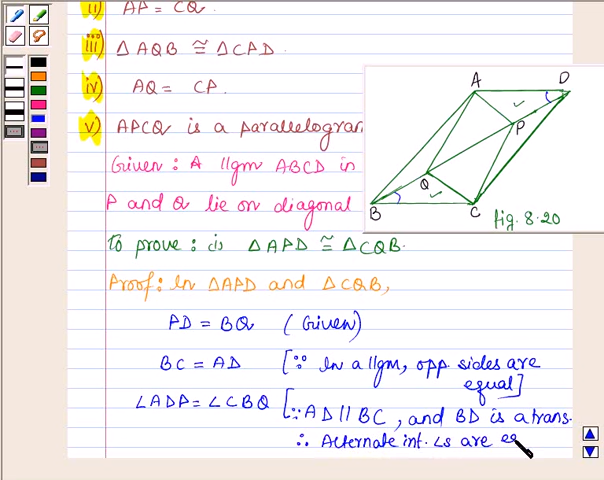 ii) AP = CQ.
iii) △AQB ≅ △CPD.
iv) AQ = CP.
v) APCQ is a parallelogram
Given : A ||gm ABCD in
P and Q lie on diagonal
To prove : i) △APD ≅ △CQB.
Proof : In △APD and △CQB,
PD = BQ (Given)
BC = AD [∵ In a ||gm, opp. sides are
equal]
∠ADP = ∠CBQ [∵ AD || BC, and BD is a trans.
∴ Alternate int. ∠s are eq
A D
P
Q
B C
fig. 8.20